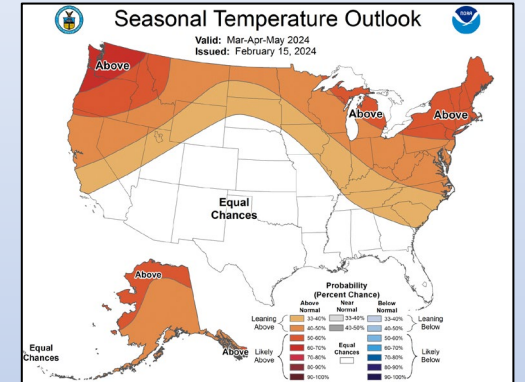 Seasonal Temperature Outlook
Valid: Mar-Apr-May 2024
Issued: February 15, 2024
NOAA
Above
Above
Above
Equal
Chances
Above
Above
Equal
Chances
Probability
(Percent Chance)
Above
Normal
Near
Normal
Below
Normal
Leaning
Above
33-40%
40-50%
33-40%
40-50%
33-40%
40-50%
Leaning
Below
Likely
Above
50-60%
60-70%
70-80%
80-90%
90-100%
Equal
Chances
50-60%
60-70%
70-80%
80-90%
90-100%
Likely
Below